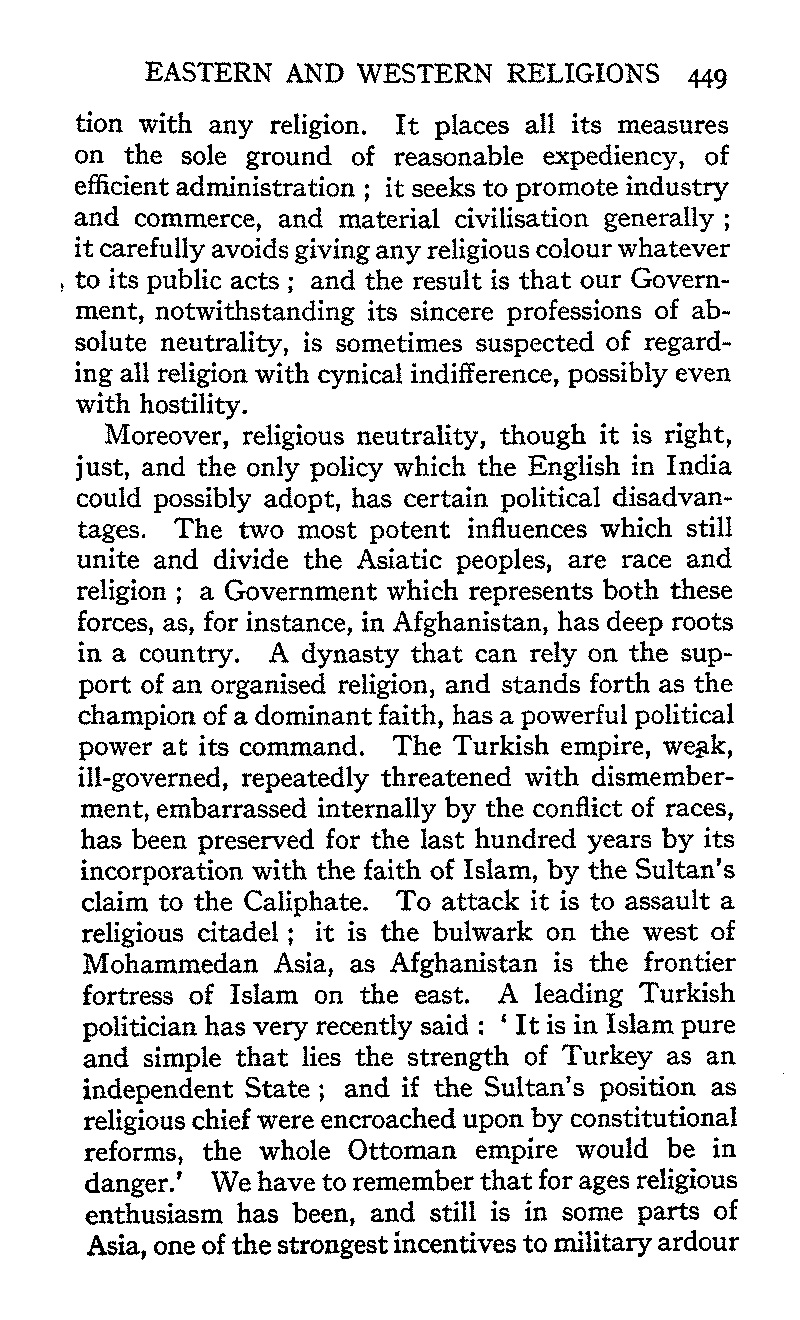 EASTERN AND WESTERN RELIGIONS 449
tion with any religion. It places all its measures
on the sole ground of reasonable expediency, of
efficient administration ; it seeks to promote industry
and commerce, and material civilisation generally ;
it carefully avoids giving any religious colour whatever
to its public acts ; and the result is that our Govern-
ment, notwithstanding its sincere professions of ab-
solute neutrality, is sometimes suspected of regard-
ing all religion with cynical indifference, possibly even
with hostility.
Moreover, religious neutrality, though it is right,
just, and the only policy which the English in India
could possibly adopt, has certain political disadvan-
tages. The two most potent influences which still
unite and divide the Asiatic peoples, are race and
religion ; a Government which represents both these
forces, as, for instance, in Afghanistan, has deep roots
in a country. A dynasty that can rely on the sup-
port of an organised religion, and stands forth as the
champion of a dominant faith, has a powerful political
power at its command. The Turkish empire, weak,
ill-governed, repeatedly threatened with dismember-
ment, embarrassed internally by the conflict of races,
has been preserved for the last hundred years by its
incorporation with the faith of Islam, by the Sultan's
claim to the Caliphate. To attack it is to assault a
religious citadel ; it is the bulwark on the west of
Mohammedan Asia, as Afghanistan is the frontier
fortress of Islam on the east. A leading Turkish
politician has very recently said : ‘ It is in Islam pure
and simple that lies the strength of Turkey as an
independent State ; and if the Sultan's position as
religious chief were encroached upon by constitutional
reforms, the whole Ottoman empire would be in
danger.’ We have to remember that for ages religious
enthusiasm has been, and still is in some parts of
Asia, one of the strongest incentives to military ardour